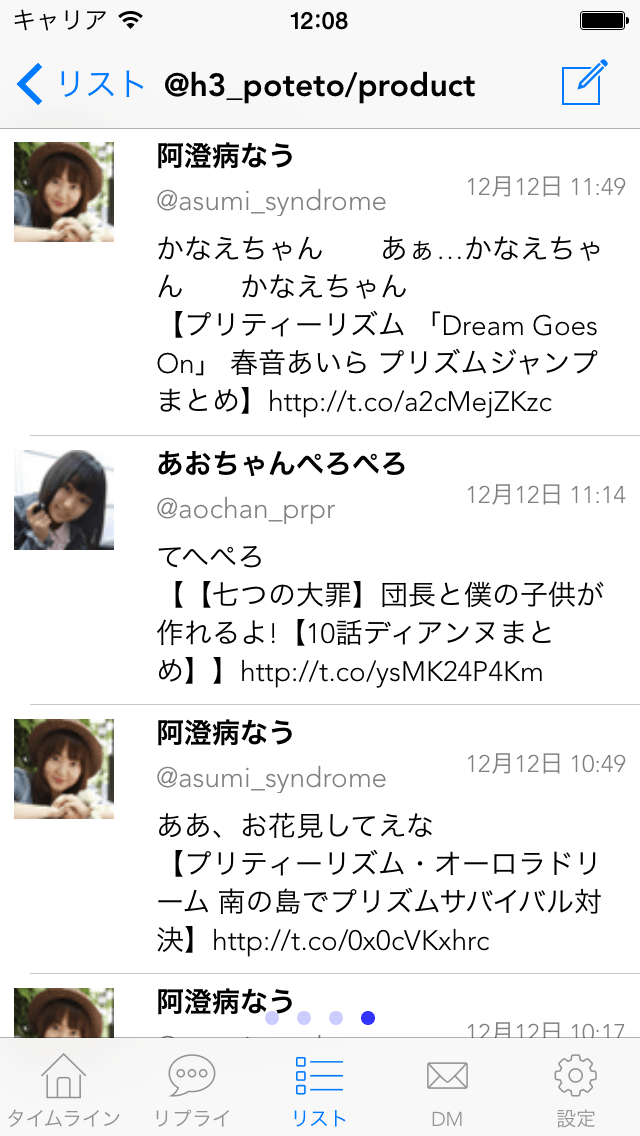 キャリア 12:08
リスト @h3_poteto/product
阿澄病なう
@asumi_syndrome 12月12日 11:49
かなえちゃん　　あぁ…かなえちゃ
ん　　かなえちゃん
【プリティーリズム 「Dream Goes
On」 春音あいら プリズムジャンプ
まとめ】http://t.co/a2cMejZKzc
あおちゃんぺろぺろ
@aochan_prpr 12月12日 11:14
てへぺろ
【【七つの大罪】団長と僕の子供が
作れるよ!【10話ディアンヌまと
め】】http://t.co/ysMK24P4Km
阿澄病なう
@asumi_syndrome 12月12日 10:49
ああ、お花見してえな
【プリティーリズム・オーロラドリ
ーム 南の島でプリズムサバイバル対
決】http://t.co/0x0cVKxhrc
阿澄病なう
12月12日 10:17
タイムライン リプライ リスト DM 設定